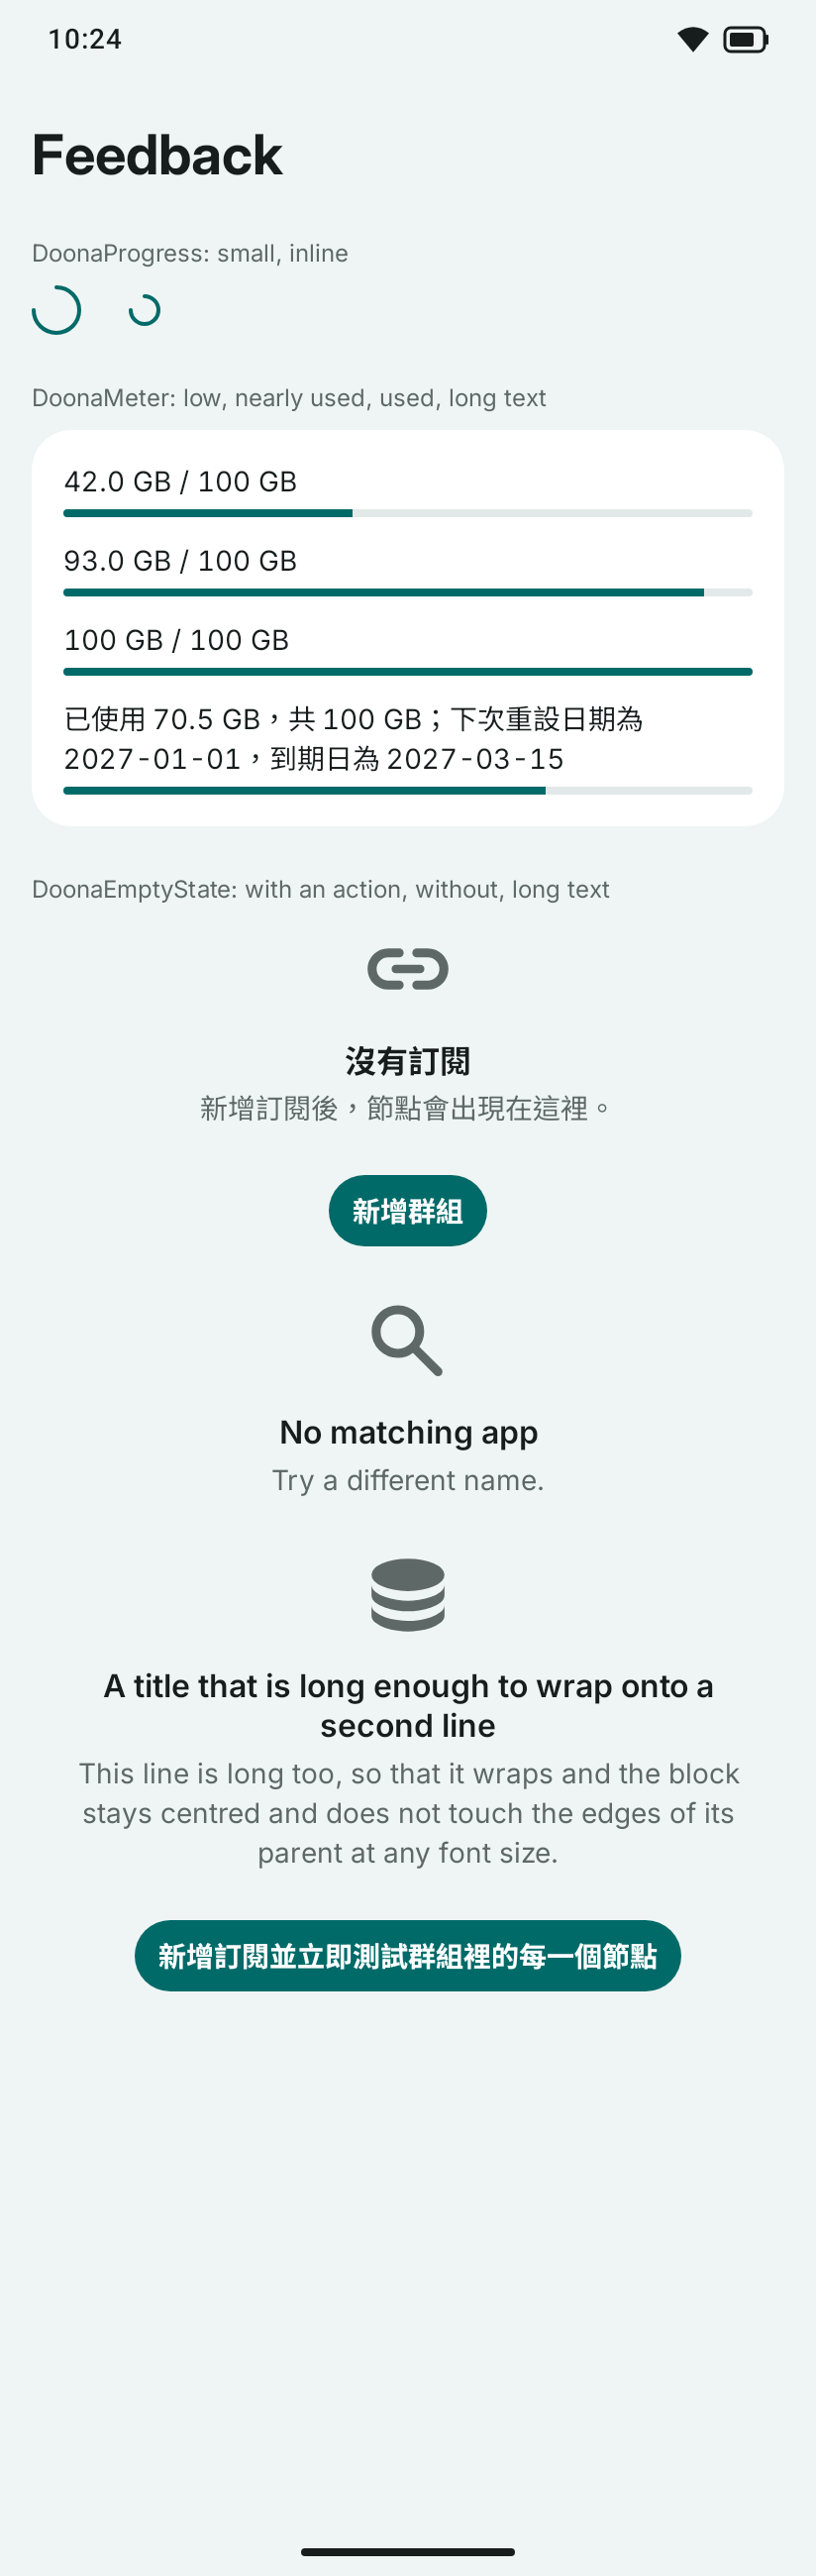 10:24
Feedback
DoonaProgress: small, inline
DoonaMeter: low, nearly used, used, long text
42.0 GB / 100 GB
93.0 GB / 100 GB
100 GB / 100 GB
已使用 70.5 GB，共 100 GB；下次重設日期為
2027-01-01，到期日為 2027-03-15
DoonaEmptyState: with an action, without, long text
沒有訂閱
新增訂閱後，節點會出現在這裡。
新增群組
No matching app
Try a different name.
A title that is long enough to wrap onto a
second line
This line is long too, so that it wraps and the block
stays centred and does not touch the edges of its
parent at any font size.
新增訂閱並立即測試群組裡的每一個節點